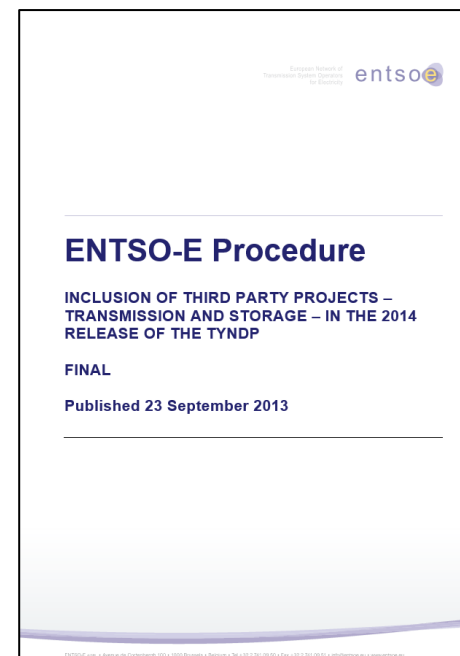 European Network of
Transmission System Operators
for Electricity
entsoe
ENTSO-E Procedure
INCLUSION OF THIRD PARTY PROJECTS –
TRANSMISSION AND STORAGE – IN THE 2014
RELEASE OF THE TYNDP
FINAL
Published 23 September 2013